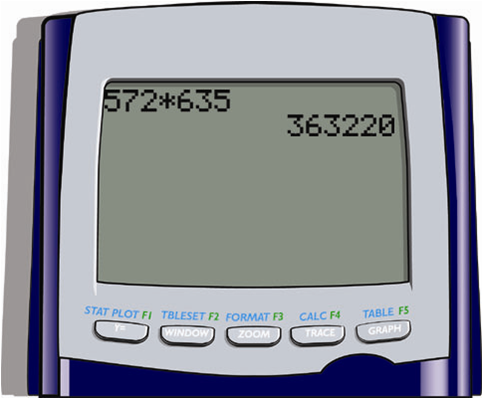 572*635
363220
STAT PLOT F1 TBLESET F2 FORMAT F3 CALC F4 TABLE F5
Y= WINDOW ZOOM TRACE GRAPH